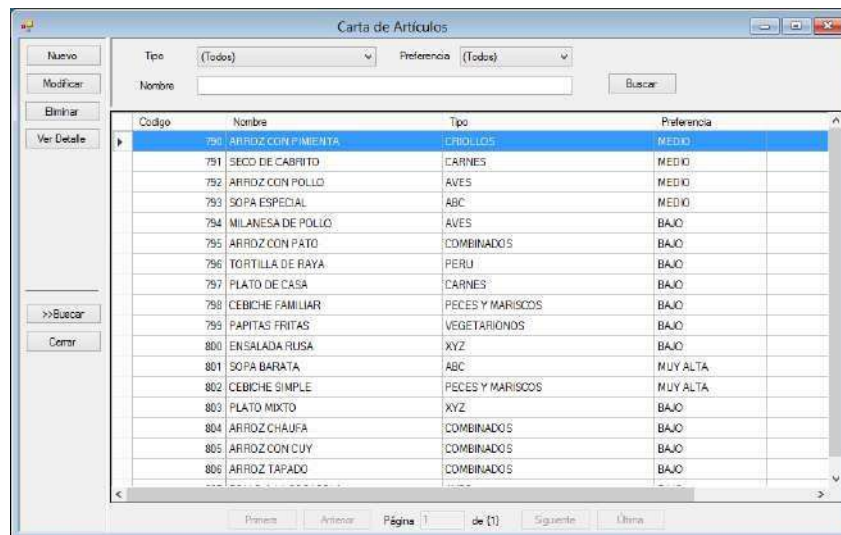 Carta de Artículos
Nuevo
Modificar
Eliminar
Ver Detalle
>>Buscar
Cerrar
Tipo (Todos) Preferencia (Todos)
Nombre Buscar
Codigo Nombre Tipo Preferencia
790 ARROZ CON PIMIENTA CRIOLLOS MEDIO
791 SECO DE CABRITO CARNES MEDIO
792 ARROZ CON POLLO AVES MEDIO
793 SOPA ESPECIAL ABC MEDIO
794 MILANESA DE POLLO AVES BAJO
795 ARROZ CON PATO COMBINADOS BAJO
796 TORTILLA DE RAYA PERU BAJO
797 PLATO DE CASA CARNES BAJO
798 CEBICHE FAMILIAR PECES Y MARISCOS BAJO
799 PAPITAS FRITAS VEGETARIONOS BAJO
800 ENSALADA RUSA XYZ BAJO
801 SOPA BARATA ABC MUY ALTA
802 CEBICHE SIMPLE PECES Y MARISCOS MUY ALTA
803 PLATO MIXTO XYZ BAJO
804 ARROZ CHAUFA COMBINADOS BAJO
805 ARROZ CON CUY COMBINADOS BAJO
806 ARROZ TAPADO COMBINADOS BAJO
Primera Anterior Página 1 de {1} Siguiente Última